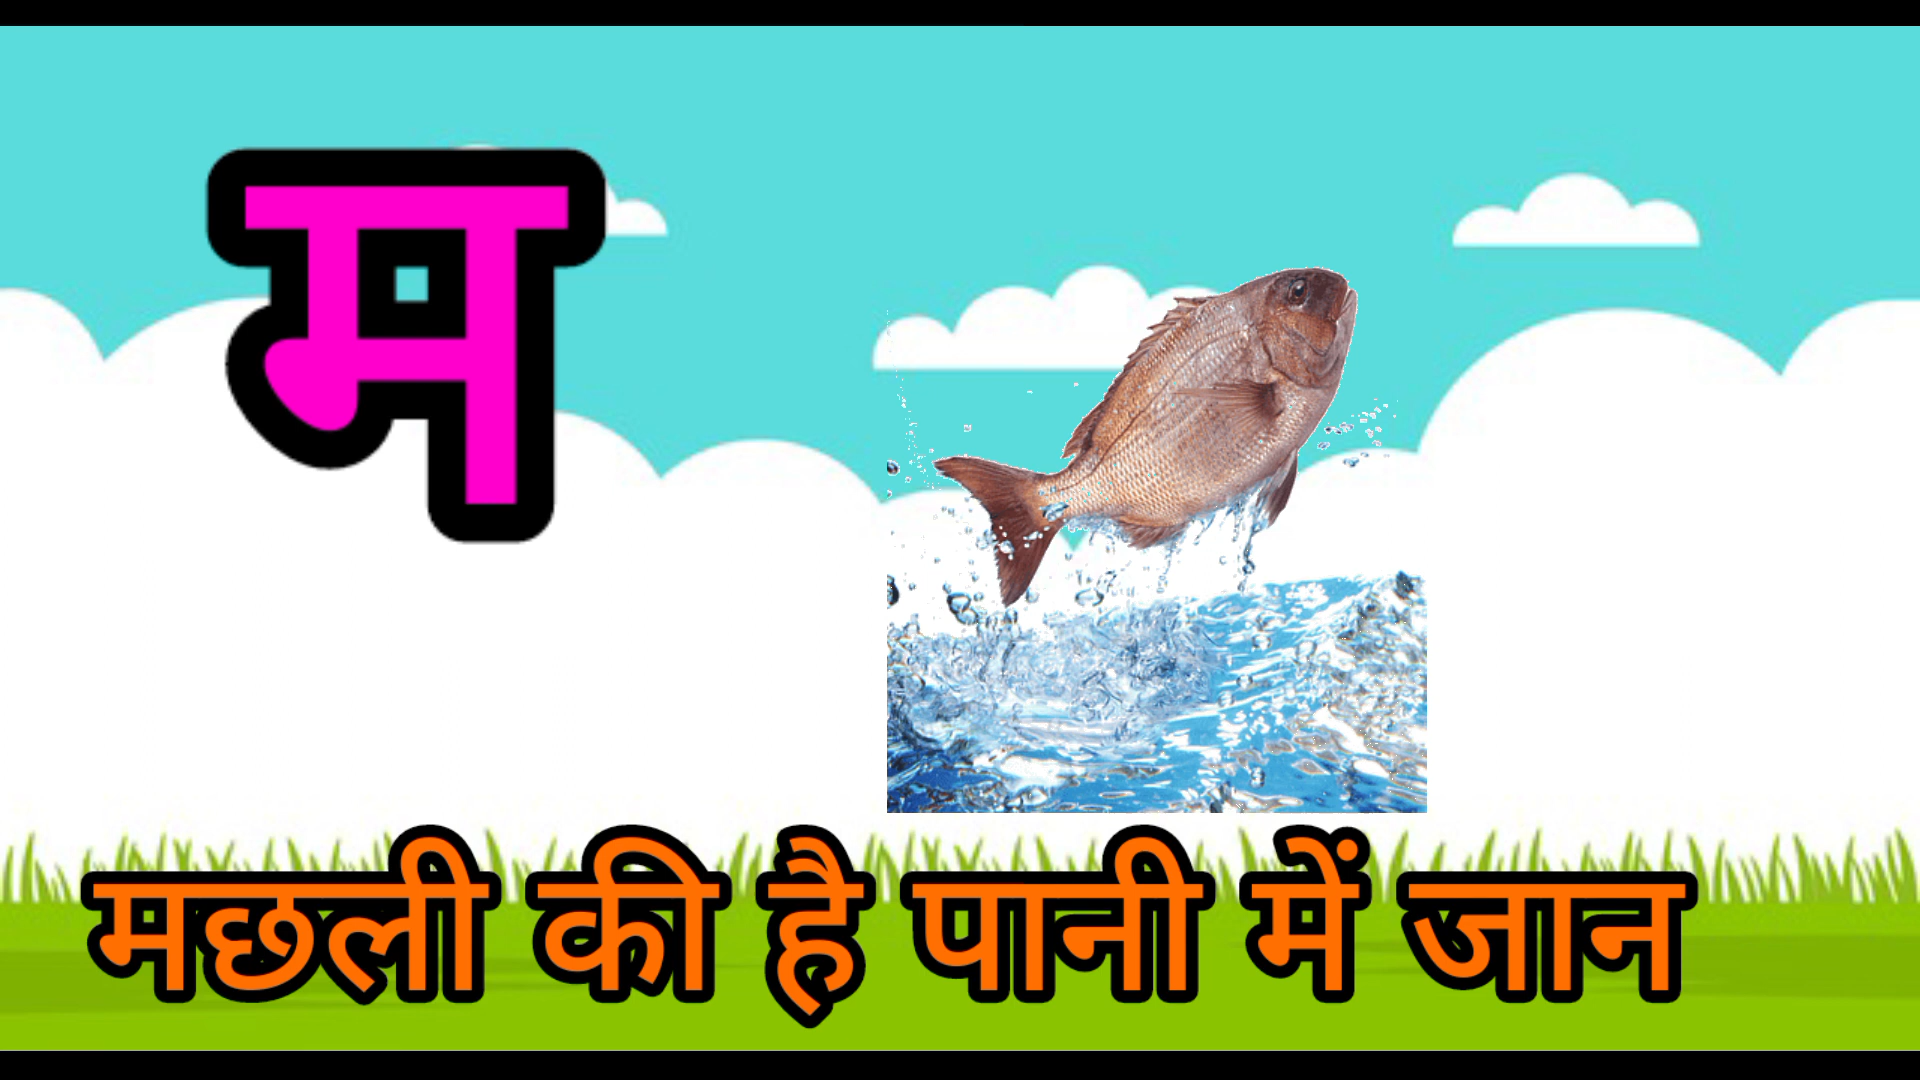 म
मछली की है पानी में जान